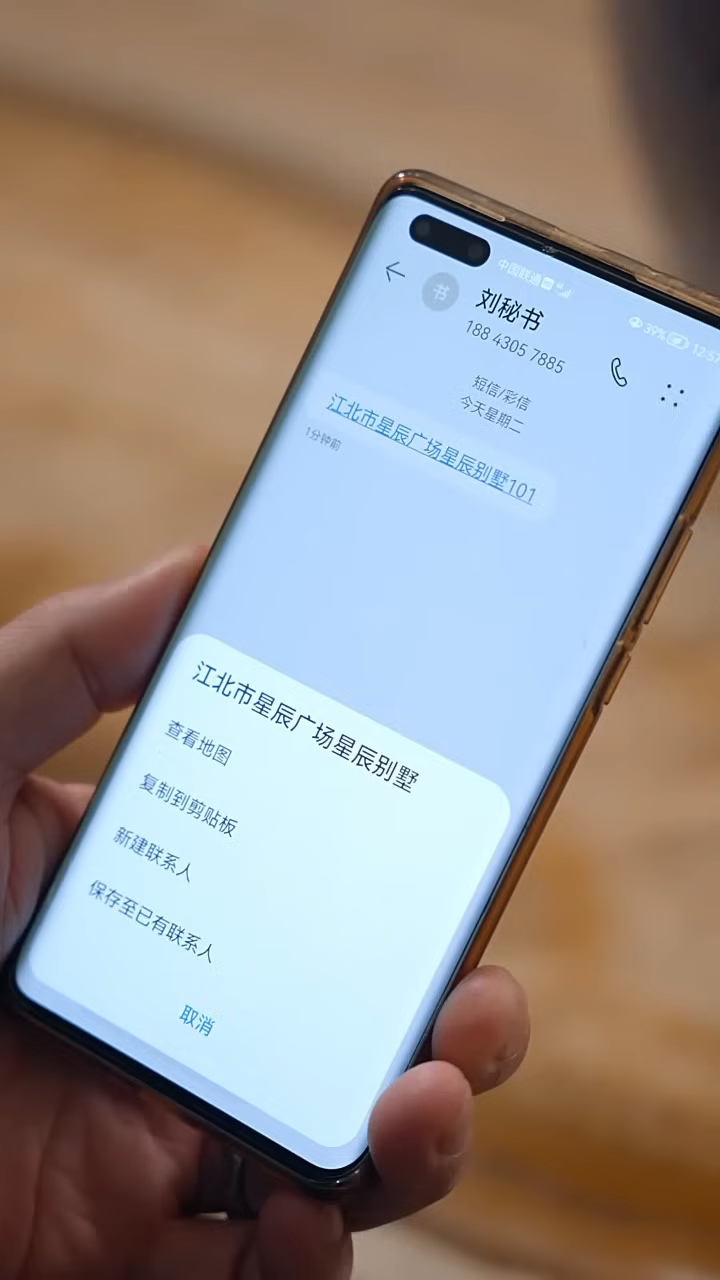 中国联通
39%
12:57
书
刘秘书
188 4305 7885
短信/彩信
今天星期二
江北市星辰广场星辰别墅101
1分钟前
江北市星辰广场星辰别墅
查看地图
复制到剪贴板
新建联系人
保存至已有联系人
取消